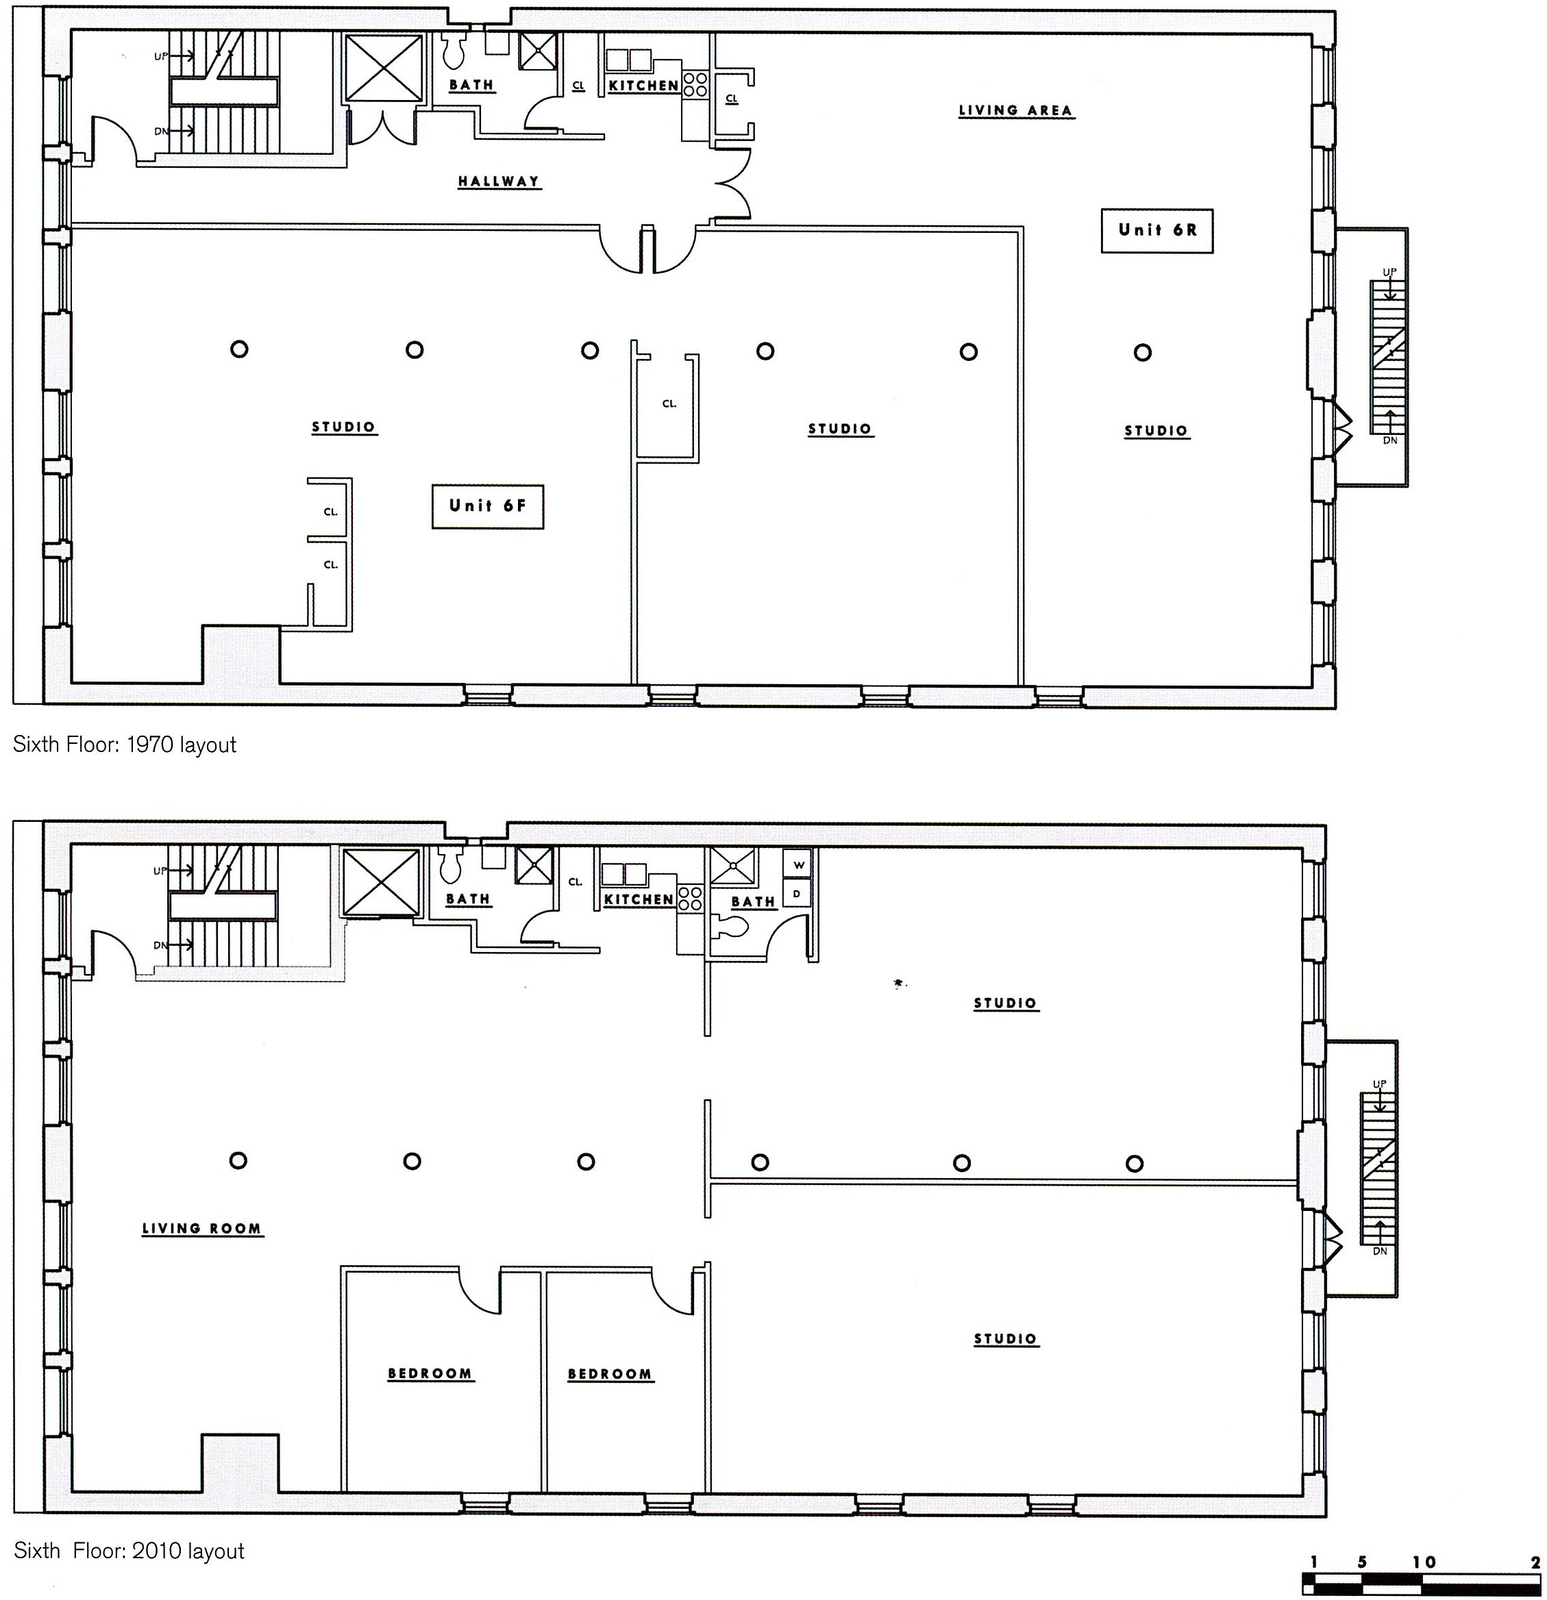 UP
DN
BATH
CL
KITCHEN
CL
LIVING AREA
HALLWAY
Unit 6R
UP
DN
CL.
STUDIO
STUDIO
STUDIO
Unit 6F
CL.
CL.
Sixth Floor: 1970 layout
UP
DN
BATH
CL.
KITCHEN
BATH
W
D
STUDIO
UP
DN
LIVING ROOM
BEDROOM
BEDROOM
STUDIO
Sixth Floor: 2010 layout
1 5 10 2